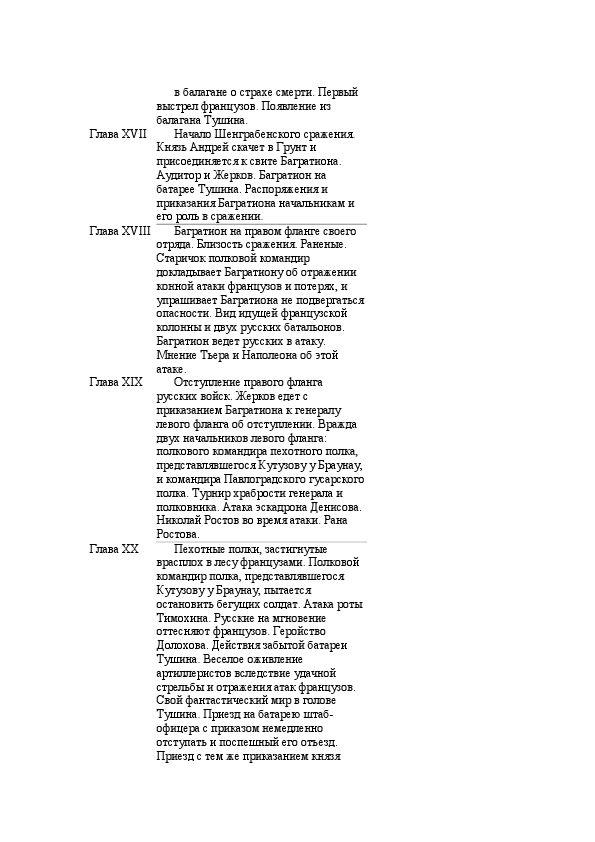 в балагане о страхе смерти. Первый
выстрел французов. Появление из
балагана Тушина.
Глава XVII Начало Шенграбенского сражения.
Князь Андрей скачет в Грунт и
присоединяется к свите Багратиона.
Аудитор и Жерков. Багратион на
батарее Тушина. Распоряжения и
приказания Багратиона начальникам и
его роль в сражении.
Глава XVIII Багратион на правом фланге своего
отряда. Близость сражения. Раненые.
Старичок полковой командир
докладывает Багратиону об отражении
конной атаки французов и потерях, и
упрашивает Багратиона не подвергаться
опасности. Вид идущей французской
колонны и двух русских батальонов.
Багратион ведет русских в атаку.
Мнение Тьера и Наполеона об этой
атаке.
Глава XIX Отступление правого фланга
русских войск. Жерков едет с
приказанием Багратиона к генералу
левого фланга об отступлении. Вражда
двух начальников левого фланга:
полкового командира пехотного полка,
представлявшегося Кутузову у Браунау,
и командира Павлоградского гусарского
полка. Турнир храбрости генерала и
полковника. Атака эскадрона Денисова.
Николай Ростов во время атаки. Рана
Ростова.
Глава XX Пехотные полки, застигнутые
врасплох в лесу французами. Полковой
командир полка, представлявшегося
Кутузову у Браунау, пытается
остановить бегущих солдат. Атака роты
Тимохина. Русские на мгновение
оттесняют французов. Геройство
Долохова. Действия забытой батареи
Тушина. Веселое оживление
артиллеристов вследствие удачной
стрельбы и отражения атак французов.
Свой фантастический мир в голове
Тушина. Приезд на батарею штаб-
офицера с приказом немедленно
отступать и поспешный его отъезд.
Приезд с тем же приказанием князя